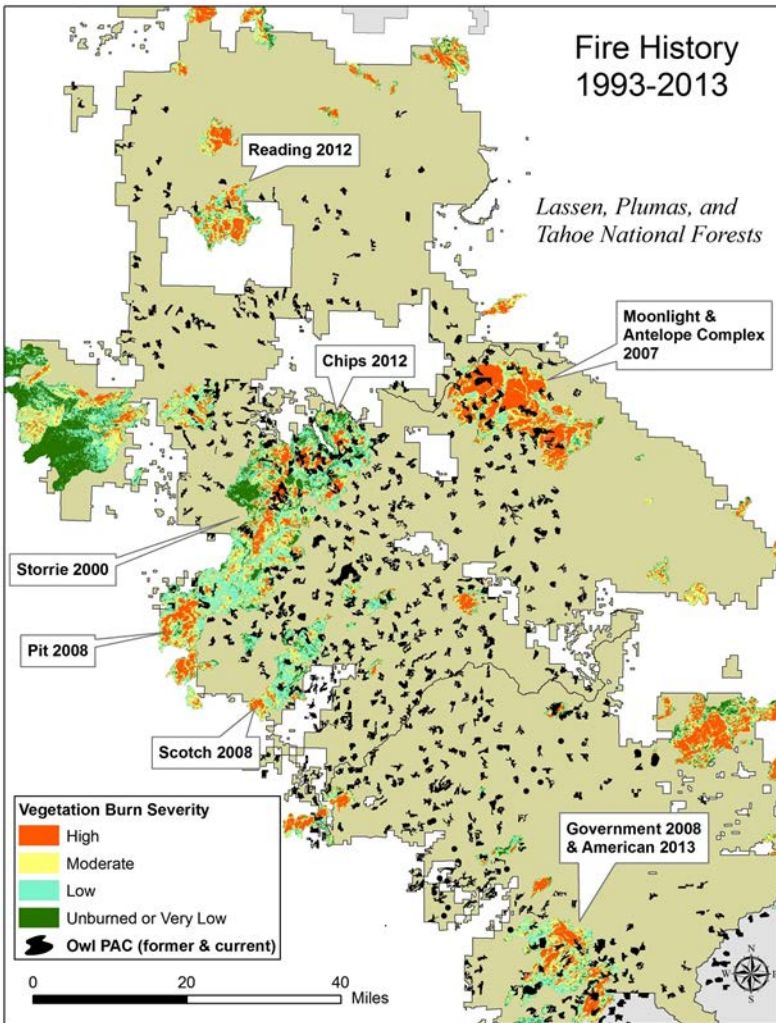 Fire History
1993-2013
Reading 2012
Lassen, Plumas, and
Tahoe National Forests
Moonlight &
Antelope Complex
2007
Chips 2012
Storrie 2000
Pit 2008
Scotch 2008
Government 2008
& American 2013
Vegetation Burn Severity
High
Moderate
Low
Unburned or Very Low
Owl PAC (former & current)
0 20 40
Miles
N
W E
S